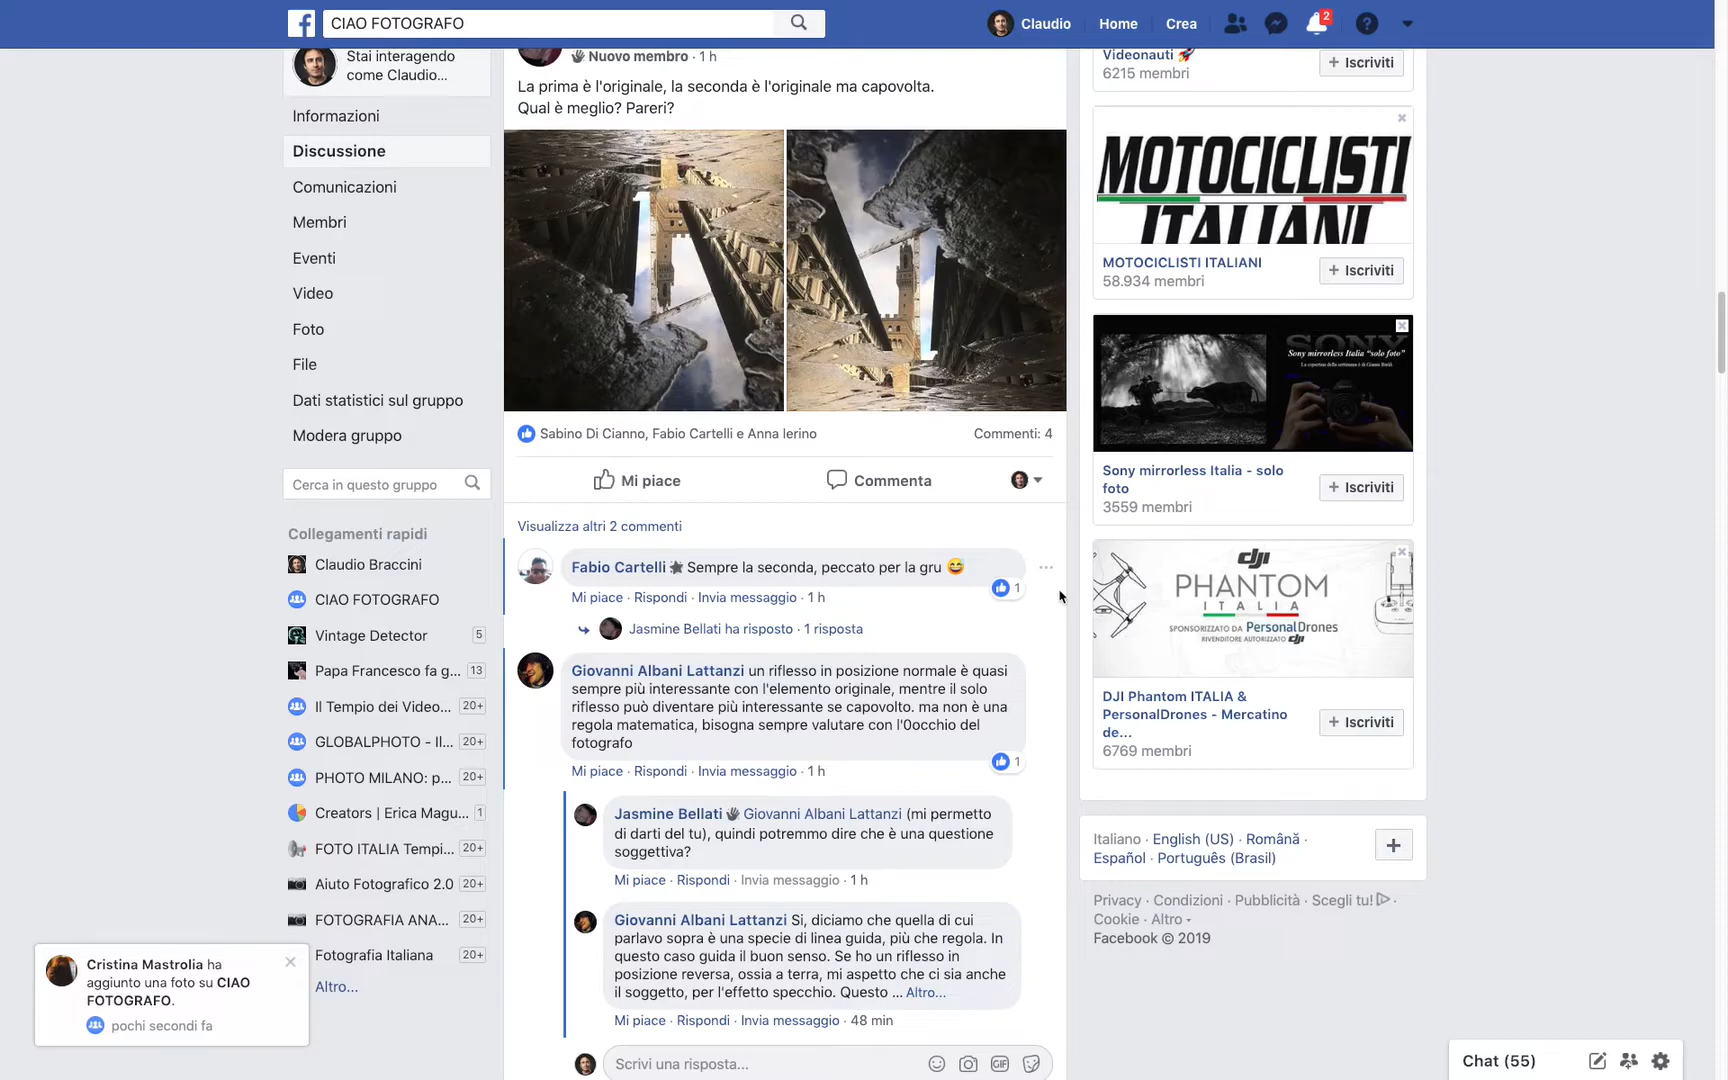 CIAO FOTOGRAFO
Claudio
Home
Crea
2
Stai interagendo
come Claudio...
Informazioni
Discussione
Comunicazioni
Membri
Eventi
Video
Foto
File
Dati statistici sul gruppo
Modera gruppo
Cerca in questo gruppo
Collegamenti rapidi
Claudio Braccini
CIAO FOTOGRAFO
Vintage Detector 5
Papa Francesco fa g... 13
Il Tempio dei Video... 20+
GLOBALPHOTO - Il... 20+
PHOTO MILANO: p... 20+
Creators | Erica Magu... 1
FOTO ITALIA Tempi... 20+
Aiuto Fotografico 2.0 20+
FOTOGRAFIA ANA... 20+
Fotografia Italiana 20+
Altro...
Cristina Mastrolia ha
aggiunto una foto su CIAO
FOTOGRAFO.
pochi secondi fa
Nuovo membro · 1 h
La prima è l'originale, la seconda è l'originale ma capovolta.
Qual è meglio? Pareri?
Sabino Di Cianno, Fabio Cartelli e Anna Ierino
Commenti: 4
Mi piace
Commenta
Visualizza altri 2 commenti
Fabio Cartelli Sempre la seconda, peccato per la gru 😅
1
Mi piace · Rispondi · Invia messaggio · 1 h
Jasmine Bellati ha risposto · 1 risposta
Giovanni Albani Lattanzi un riflesso in posizione normale è quasi
sempre più interessante con l'elemento originale, mentre il solo
riflesso può diventare più interessante se capovolto. ma non è una
regola matematica, bisogna sempre valutare con l'0occhio del
fotografo
1
Mi piace · Rispondi · Invia messaggio · 1 h
Jasmine Bellati Giovanni Albani Lattanzi (mi permetto
di darti del tu), quindi potremmo dire che è una questione
soggettiva?
Mi piace · Rispondi · Invia messaggio · 1 h
Giovanni Albani Lattanzi Si, diciamo che quella di cui
parlavo sopra è una specie di linea guida, più che regola. In
questo caso guida il buon senso. Se ho un riflesso in
posizione reversa, ossia a terra, mi aspetto che ci sia anche
il soggetto, per l'effetto specchio. Questo ... Altro...
Mi piace · Rispondi · Invia messaggio · 48 min
Scrivi una risposta...
GIF
Videonauti 🚀
6215 membri
+ Iscriviti
MOTOCICLISTI
ITALIANI
MOTOCICLISTI ITALIANI
58.934 membri
+ Iscriviti
SONY
Sony mirrorless Italia "solo foto"
Sony mirrorless Italia - solo
foto
3559 membri
+ Iscriviti
dji
PHANTOM
ITALIA
SPONSORIZZATO DA PersonalDrones
RIVENDITORE AUTORIZZATO dji
DJI Phantom ITALIA &
PersonalDrones - Mercatino
de...
6769 membri
+ Iscriviti
Italiano · English (US) · Română ·
Español · Português (Brasil)
Privacy · Condizioni · Pubblicità · Scegli tu! ·
Cookie · Altro
Facebook © 2019
Chat (55)